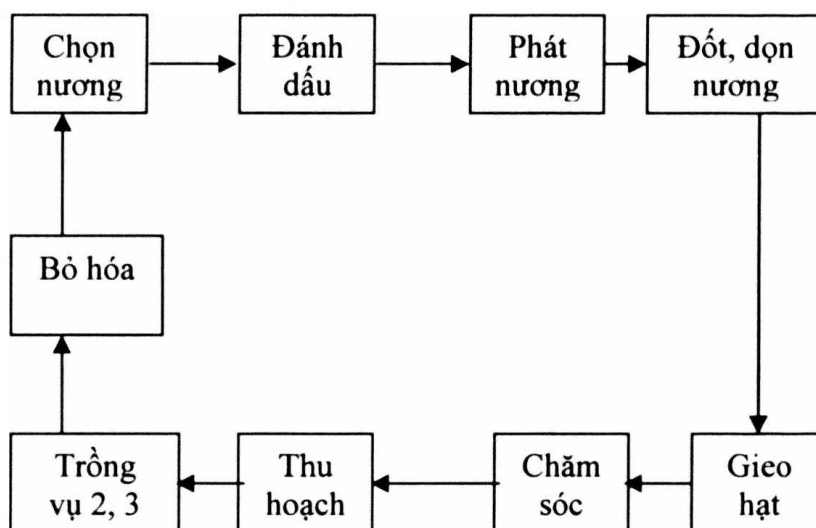 Chọn
nương
Đánh
dấu
Phát
nương
Đốt, dọn
nương
Bỏ hóa
Trồng
vụ 2, 3
Thu
hoạch
Chăm
sóc
Gieo
hạt